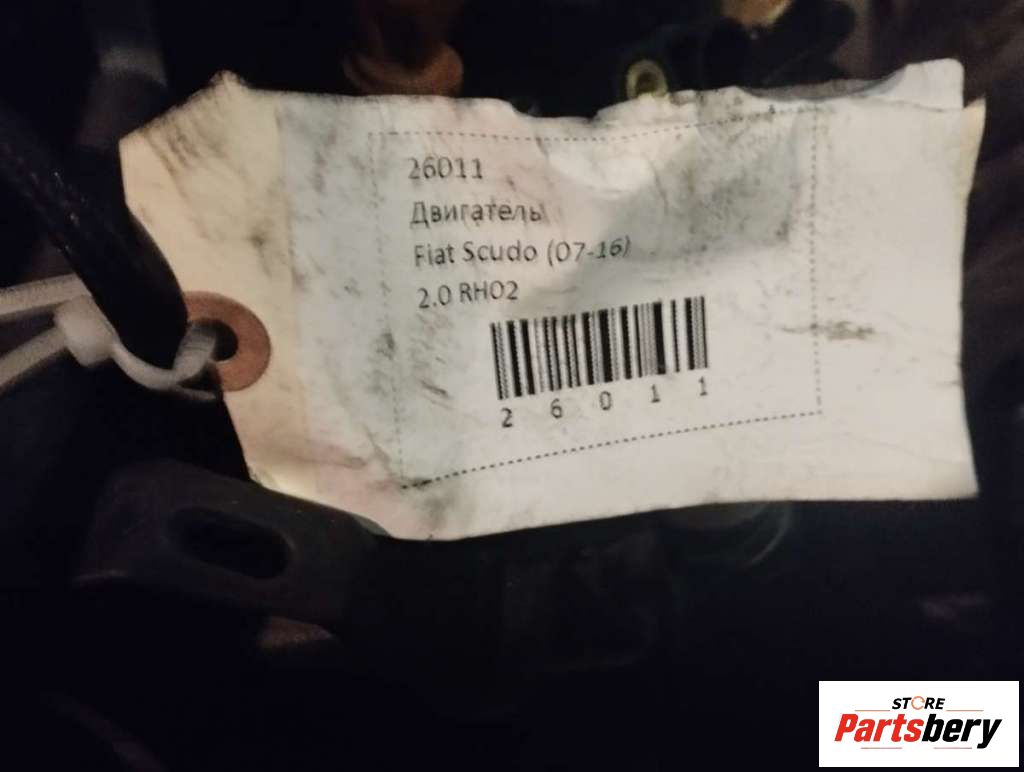 26011
Двигатель
Fiat Scudo (07-16)
2.0 RH02
2 6 0 1 1
STORE
Partsbery